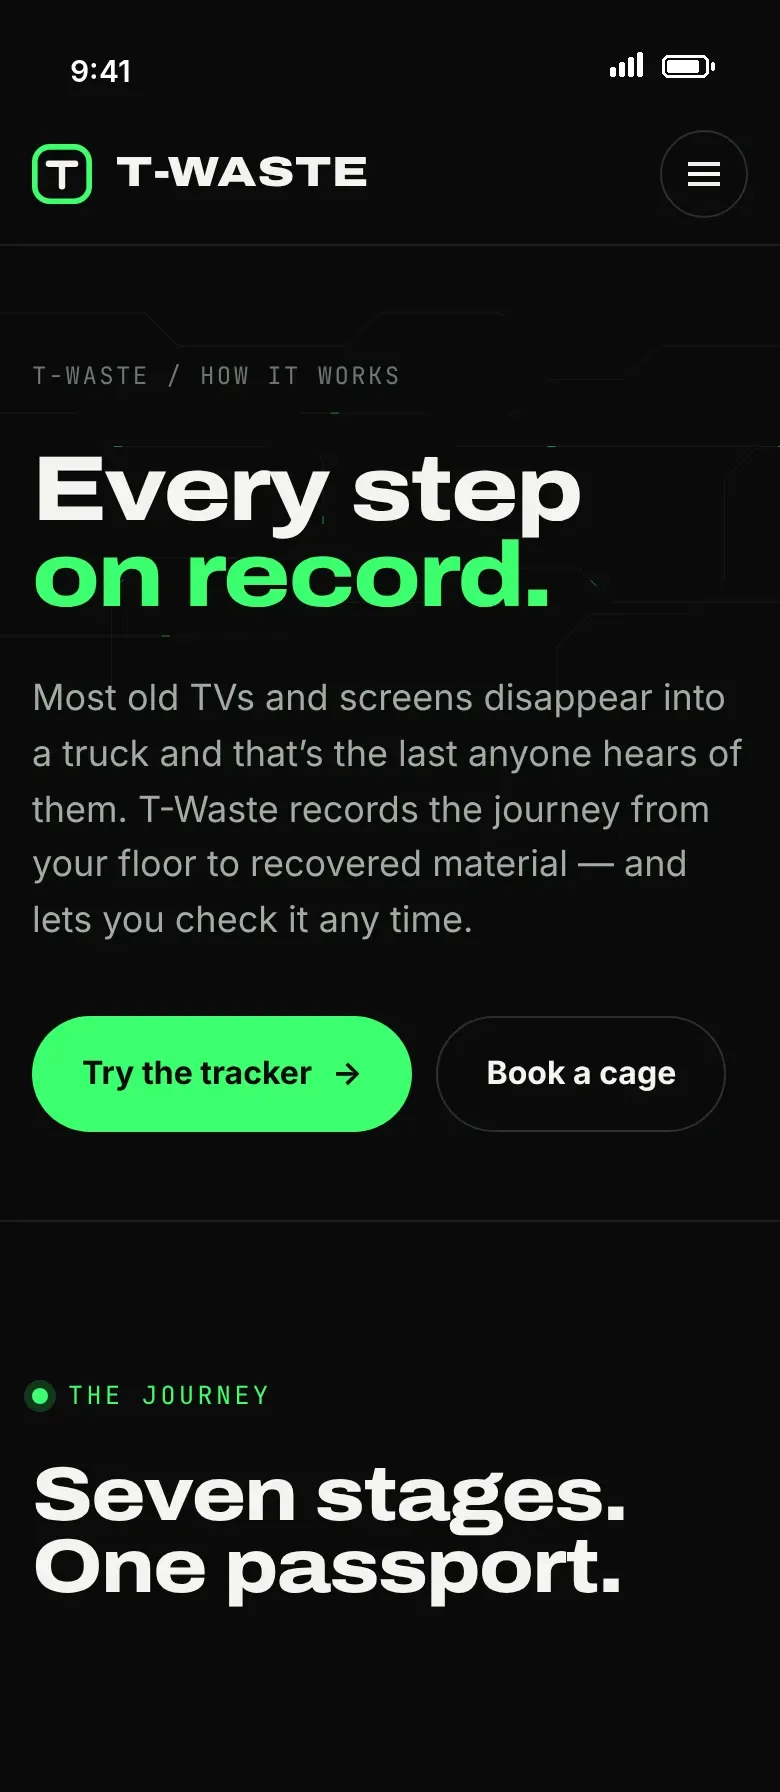 9:41
T-WASTE
T-WASTE / HOW IT WORKS
Every step
on record.
Most old TVs and screens disappear into
a truck and that’s the last anyone hears of
them. T-Waste records the journey from
your floor to recovered material — and
lets you check it any time.
Try the tracker →
Book a cage
THE JOURNEY
Seven stages.
One passport.